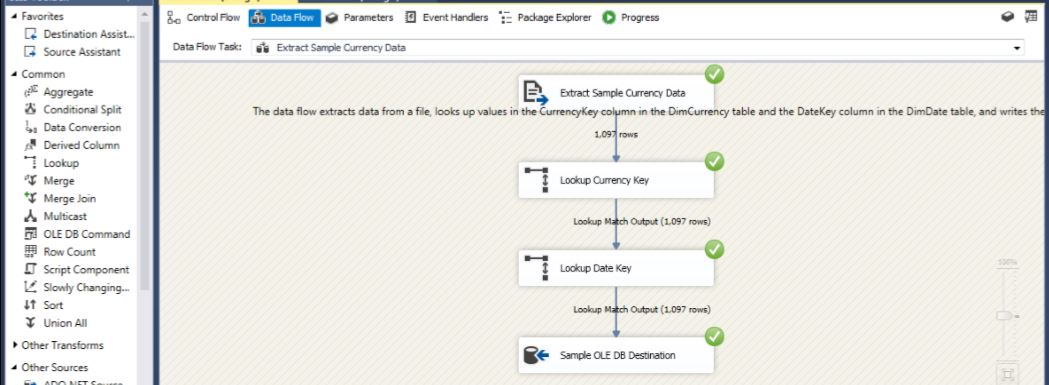 Control Flow Data Flow Parameters Event Handlers Package Explorer Progress
Favorites
Destination Assist...
Source Assistant
Common
Aggregate
Conditional Split
Data Conversion
Derived Column
Lookup
Merge
Merge Join
Multicast
OLE DB Command
Row Count
Script Component
Slowly Changing...
Sort
Union All
Other Transforms
Other Sources
ADO NET Source
Data Flow Task: Extract Sample Currency Data
Extract Sample Currency Data
The data flow extracts data from a file, looks up values in the CurrencyKey column in the DimCurrency table and the DateKey column in the DimDate table, and writes the
1,097 rows
Lookup Currency Key
Lookup Match Output (1,097 rows)
Lookup Date Key
Lookup Match Output (1,097 rows)
Sample OLE DB Destination
100%